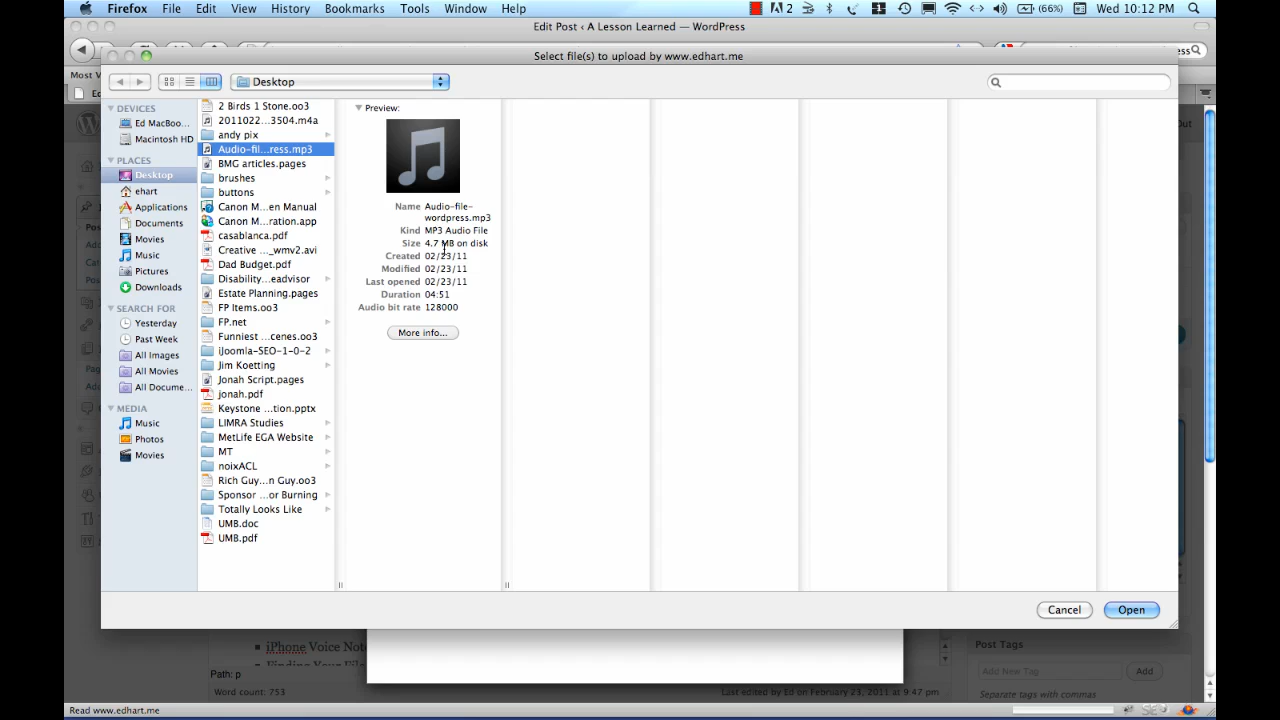 Firefox File Edit View History Bookmarks Tools Window Help 2 (66%) Wed 10:12 PM
Edit Post ‹ A Lesson Learned — WordPress
Select file(s) to upload by www.edhart.me
Most V
Desktop
DEVICES
Ed MacBoo...
Macintosh HD
PLACES
Desktop
ehart
Applications
Documents
Movies
Music
Pictures
Downloads
SEARCH FOR
Yesterday
Past Week
All Images
All Movies
All Docume...
MEDIA
Music
Photos
Movies
2 Birds 1 Stone.oo3
2011022...3504.m4a
andy pix
Audio-fil...ress.mp3
BMG articles.pages
brushes
buttons
Canon M...en Manual
Canon M...ration.app
casablanca.pdf
Creative ..._wmv2.avi
Dad Budget.pdf
Disability...eadvisor
Estate Planning.pages
FP Items.oo3
FP.net
Funniest ...cenes.oo3
iJoomla-SEO-1-0-2
Jim Koetting
Jonah Script.pages
jonah.pdf
Keystone ...tion.pptx
LIMRA Studies
MetLife EGA Website
MT
noixACL
Rich Guy...n Guy.oo3
Sponsor ...or Burning
Totally Looks Like
UMB.doc
UMB.pdf
Preview:
Name Audio-file-
wordpress.mp3
Kind MP3 Audio File
Size 4.7 MB on disk
Created 02/23/11
Modified 02/23/11
Last opened 02/23/11
Duration 04:51
Audio bit rate 128000
More info...
Cancel Open
iPhone Voice Not
Path: p
Word count: 753
Last edited by Ed on February 23, 2011 at 9:47 pm
Post Tags
Add New Tag Add
Separate tags with commas
Read www.edhart.me